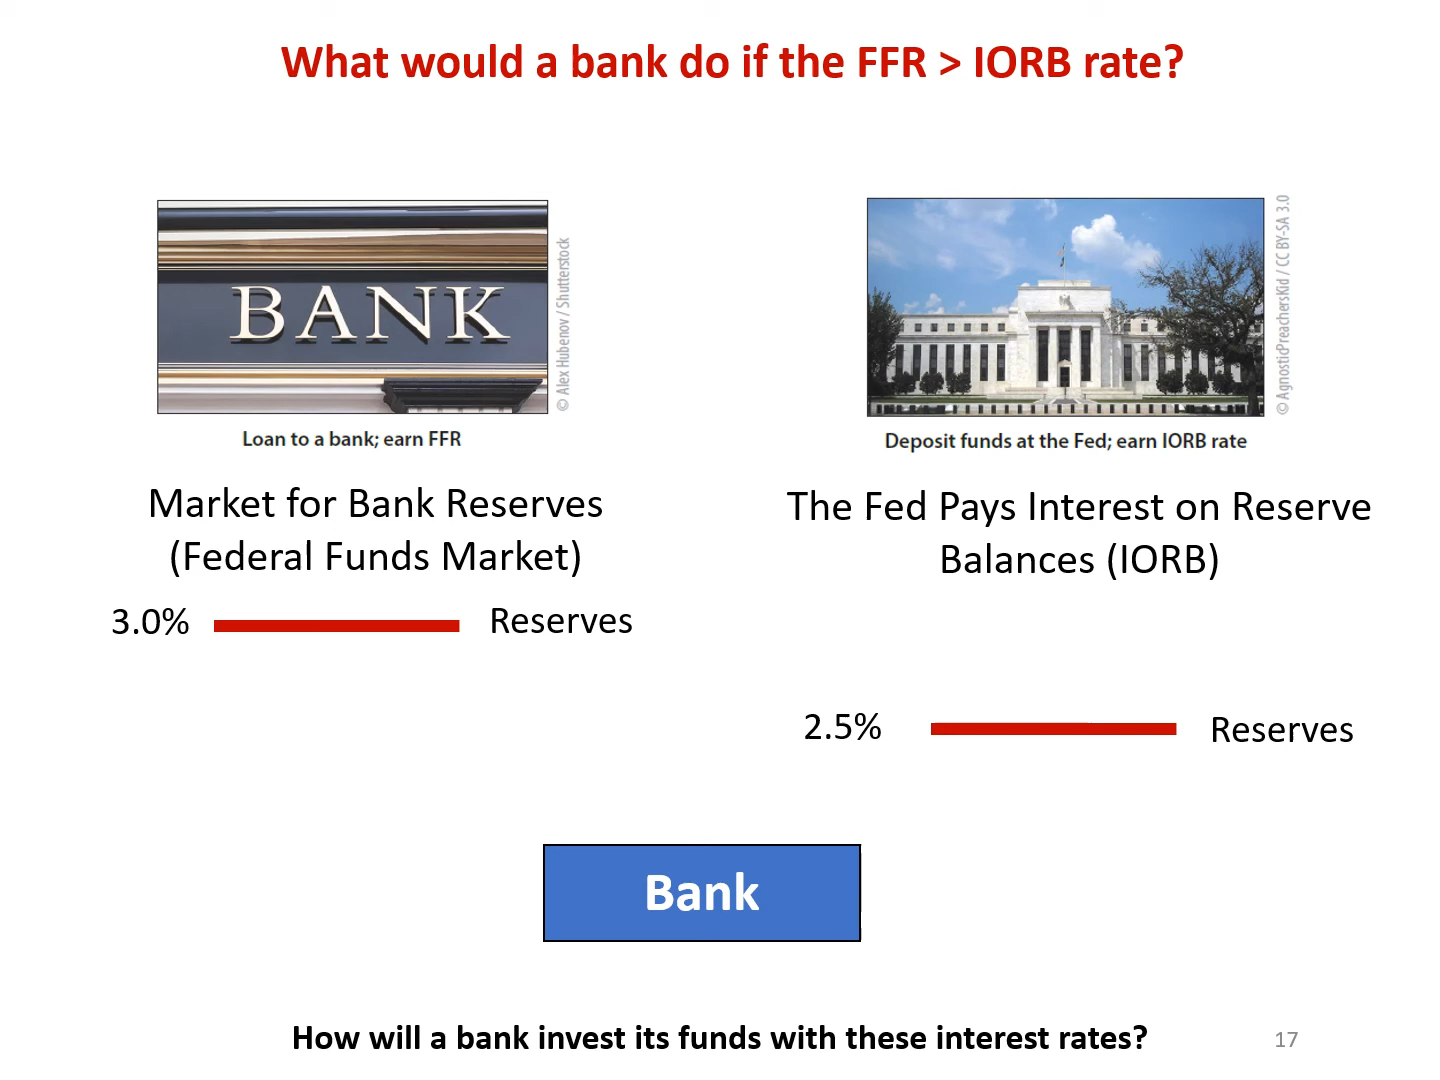 What would a bank do if the FFR > IORB rate?
BANK
© Alex Hubenov / Shutterstock
© AgnosticPreachersKid / CC BY-SA 3.0
Loan to a bank; earn FFR
Deposit funds at the Fed; earn IORB rate
Market for Bank Reserves
(Federal Funds Market)
The Fed Pays Interest on Reserve
Balances (IORB)
3.0%
Reserves
2.5%
Reserves
Bank
How will a bank invest its funds with these interest rates?
17